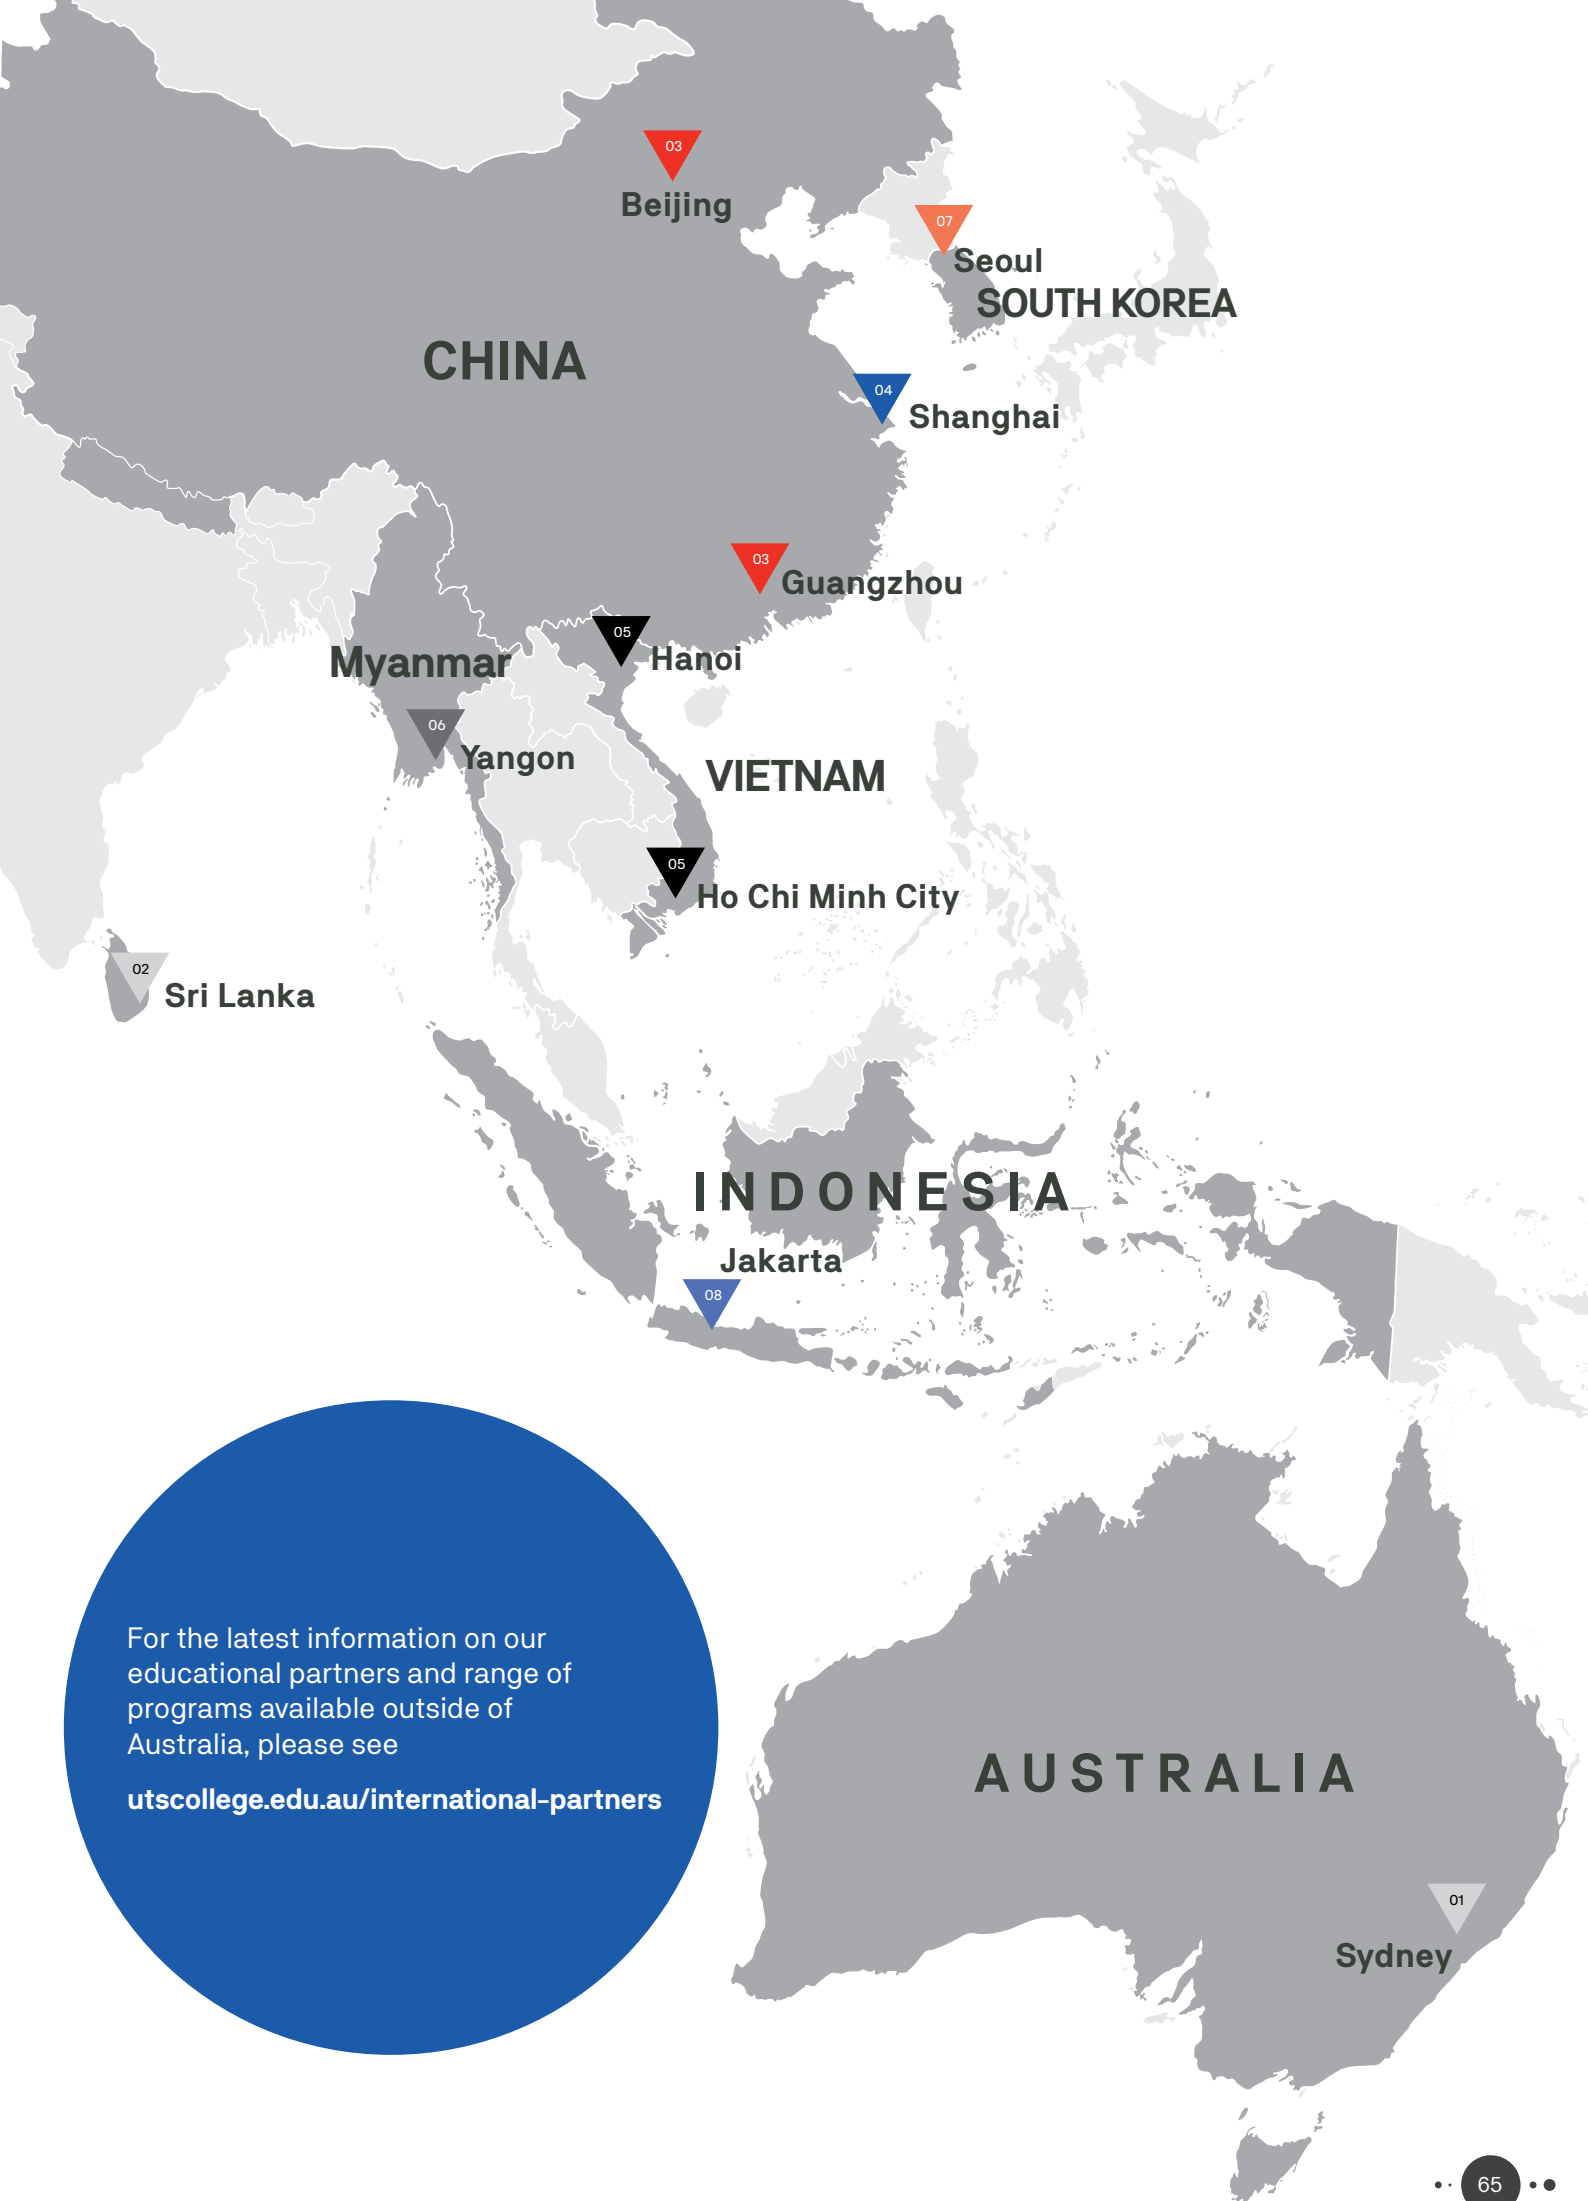 03
Beijing
07
Seoul
SOUTH KOREA
CHINA
04
Shanghai
03
Guangzhou
05
Hanoi
Myanmar
06
Yangon
VIETNAM
05
Ho Chi Minh City
02
Sri Lanka
INDONESIA
Jakarta
08
For the latest information on our
educational partners and range of
programs available outside of
Australia, please see
utscollege.edu.au/international-partners
AUSTRALIA
01
Sydney
65